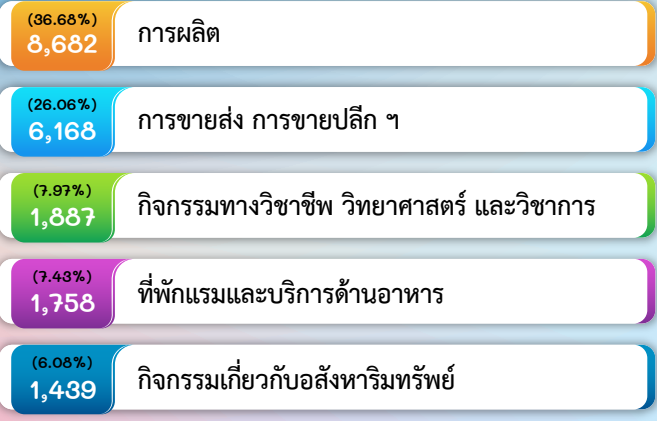 (36.68%)
8,682
การผลิต
(26.06%)
6,168
การขายส่ง การขายปลีก ฯ
(7.97%)
1,887
กิจกรรมทางวิชาชีพ วิทยาศาสตร์ และวิชาการ
(7.43%)
1,758
ที่พักแรมและบริการด้านอาหาร
(6.08%)
1,439
กิจกรรมเกี่ยวกับอสังหาริมทรัพย์